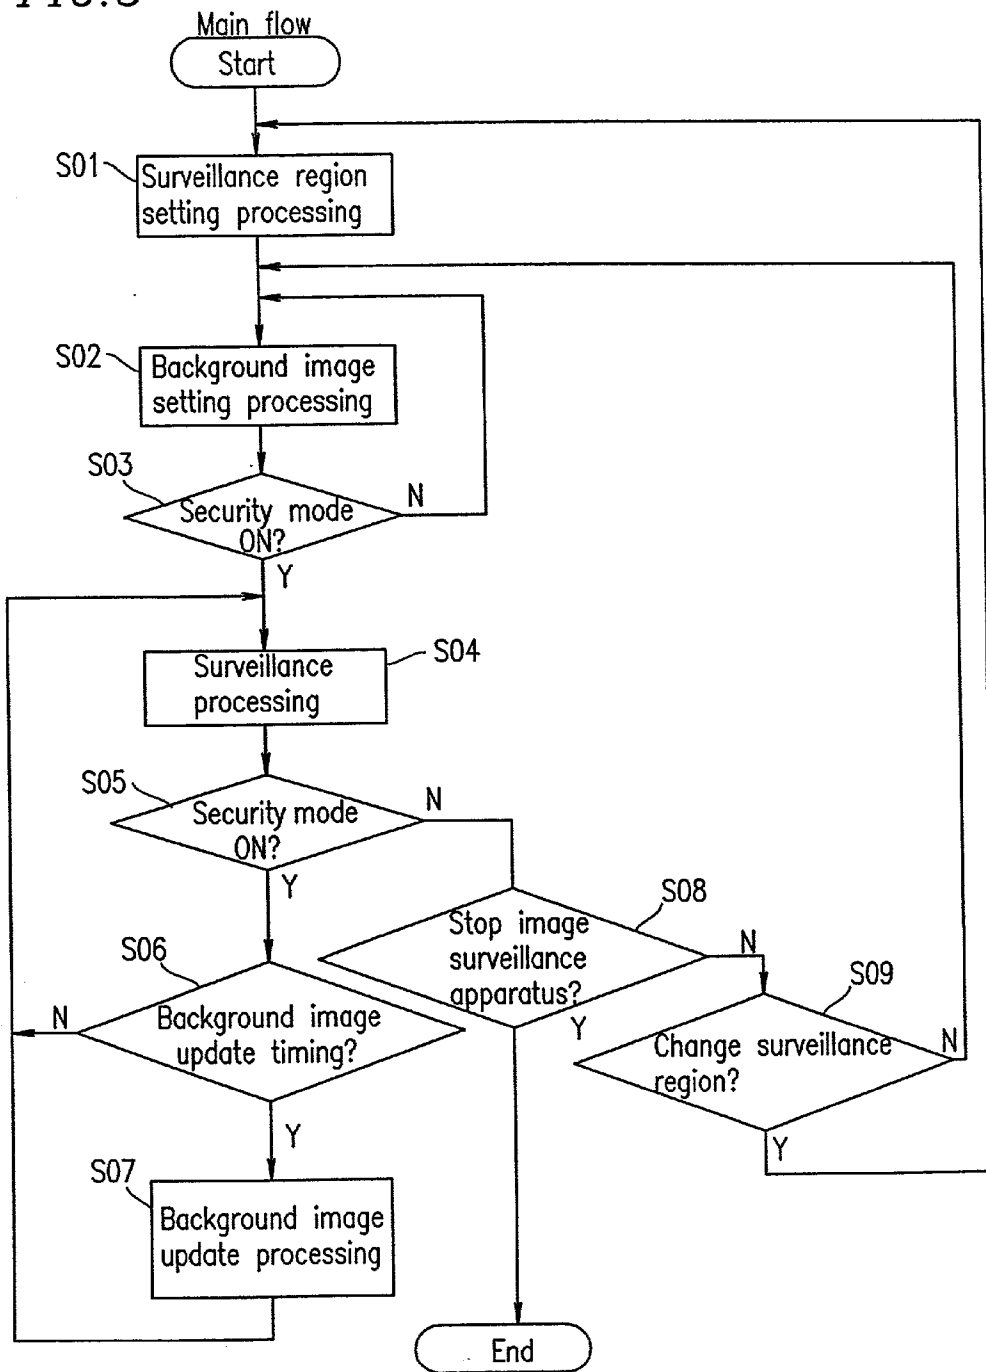 Main flow
Start
S01
Surveillance region
setting processing
S02
Background image
setting processing
S03
Security mode
ON?
N
Y
Surveillance
processing
S04
S05
Security mode
ON?
N
Y
S08
Stop image
surveillance
apparatus?
N
Y
S06
Background image
update timing?
N
Y
S09
Change surveillance
region?
N
Y
S07
Background image
update processing
End